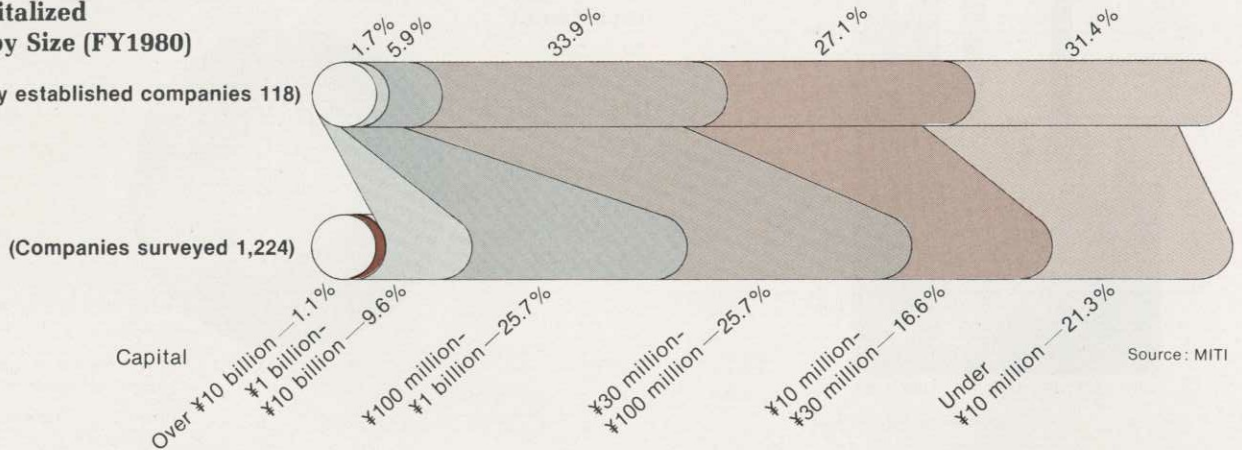 italized
by Size (FY1980)
1.7%
5.9%
33.9%
27.1%
31.4%
y established companies 118)
(Companies surveyed 1,224)
Capital
Over ¥10 billion—1.1%
¥1 billion-
¥10 billion—9.6%
¥100 million-
¥1 billion—25.7%
¥30 million-
¥100 million—25.7%
¥10 million-
¥30 million—16.6%
Under
¥10 million—21.3%
Source: MITI